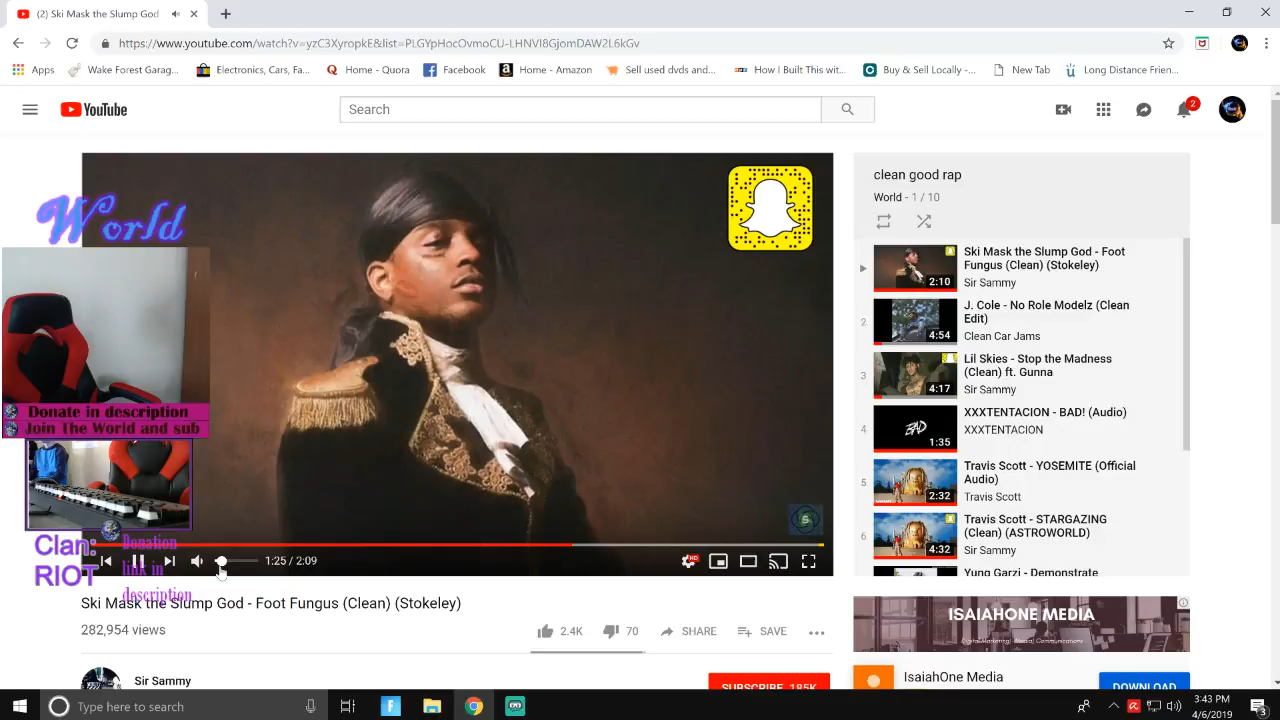 (2) Ski Mask the Slump God
https://www.youtube.com/watch?v=yzC3XyropkE&list=PLGYpHocOvmoCU-LHNVl8GjomDAW2L6kGv
Apps
Wake Forest Garag...
Electronics, Cars, Fa...
Home - Quora
Facebook
Home - Amazon
Sell used dvds and...
How I Built This wit...
Buy & Sell Locally -...
New Tab
Long Distance Frien...
YouTube
Search
2
World
Donate in description
Join The World and sub
Clan:
RIOT
Donation
link in
description
1:25 / 2:09
HD
Ski Mask the Slump God - Foot Fungus (Clean) (Stokeley)
282,954 views
2.4K
70
SHARE
SAVE
Sir Sammy
SUBSCRIBE 185K
clean good rap
World - 1 / 10
Ski Mask the Slump God - Foot
Fungus (Clean) (Stokeley)
Sir Sammy
2:10
2
J. Cole - No Role Modelz (Clean
Edit)
Clean Car Jams
4:54
3
Lil Skies - Stop the Madness
(Clean) ft. Gunna
Sir Sammy
4:17
4
XXXTENTACION - BAD! (Audio)
XXXTENTACION
BAD
1:35
5
Travis Scott - YOSEMITE (Official
Audio)
Travis Scott
2:32
6
Travis Scott - STARGAZING
(Clean) (ASTROWORLD)
Sir Sammy
4:32
Yung Garzi - Demonstrate
ISAIAHONE MEDIA
Digital Marketing. Media. Communications.
IsaiahOne Media
DOWNLOAD
Type here to search
3:43 PM
4/6/2019
3